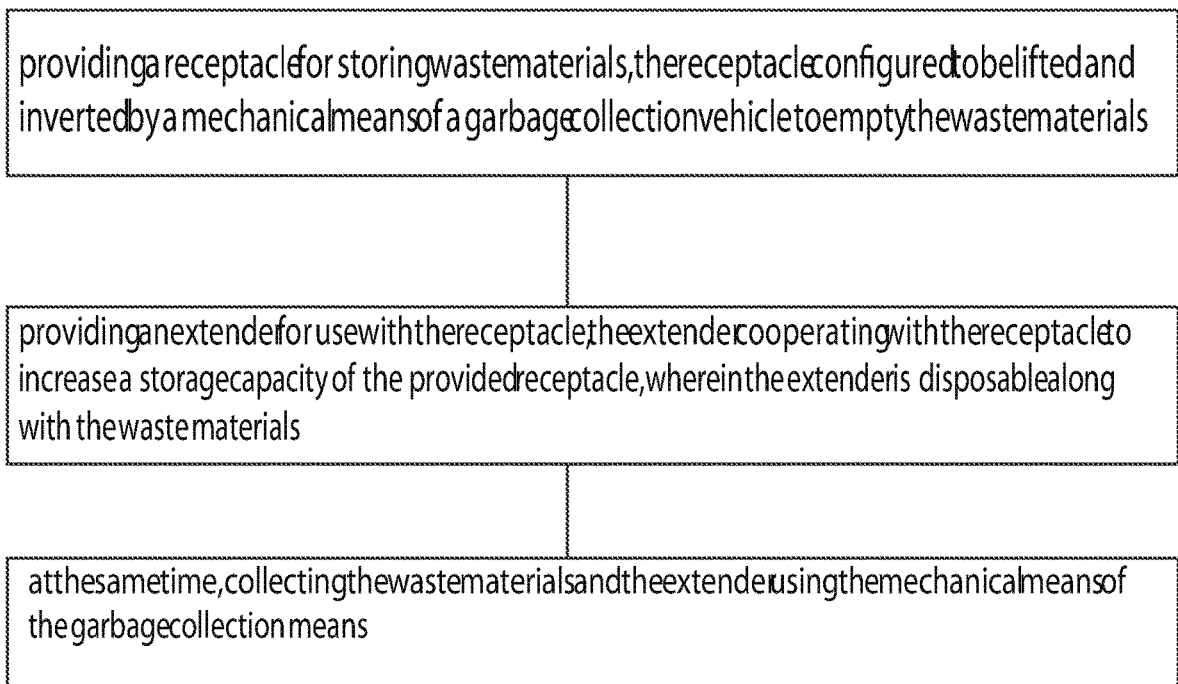 providing a receptacle for storing waste materials, the receptacle configured to be lifted and
inverted by a mechanical means of a garbage collection vehicle to empty the waste materials
providing an extender for use with the receptacle, the extender cooperating with the receptacle to
increase a storage capacity of the provided receptacle, wherein the extender is disposable along
with the waste materials
at the same time, collecting the waste materials and the extender using the mechanical means of
the garbage collection means